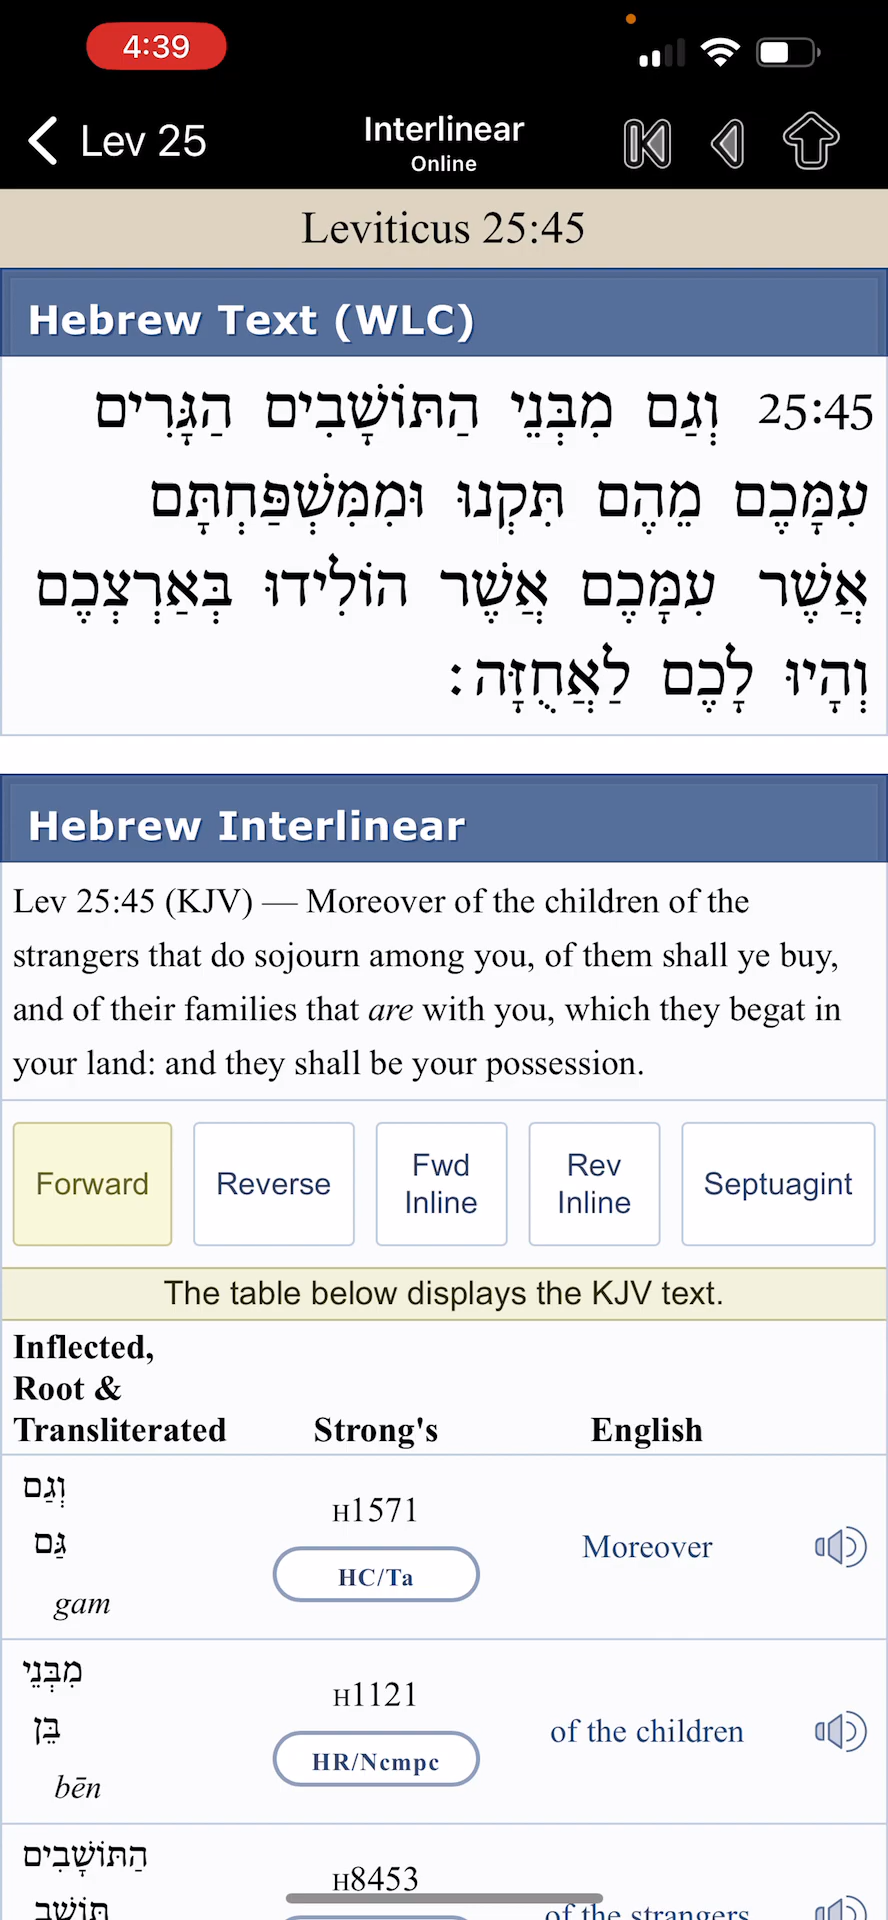 4:39
Lev 25
Interlinear
Online
Leviticus 25:45
Hebrew Text (WLC)
25:45 וְגַם מִבְּנֵי הַתּוֹשָׁבִים הַגָּרִים
עִמָּכֶם מֵהֶם תִּקְנוּ וּמִמִּשְׁפַּחְתָּם
אֲשֶׁר עִמָּכֶם אֲשֶׁר הוֹלִידוּ בְּאַרְצְכֶם
וְהָיוּ לָכֶם לַאֲחֻזָּה׃
Hebrew Interlinear
Lev 25:45 (KJV) — Moreover of the children of the
strangers that do sojourn among you, of them shall ye buy,
and of their families that are with you, which they begat in
your land: and they shall be your possession.
Forward
Reverse
Fwd
Inline
Rev
Inline
Septuagint
The table below displays the KJV text.
Inflected,
Root &
Transliterated
Strong's
English
וְגַם
גַּם
gam
H1571
HC/Ta
Moreover
מִבְּנֵי
בֵּן
bēn
H1121
HR/Ncmpc
of the children
הַתּוֹשָׁבִים
תּוֹשָׁב
H8453
of the strangers